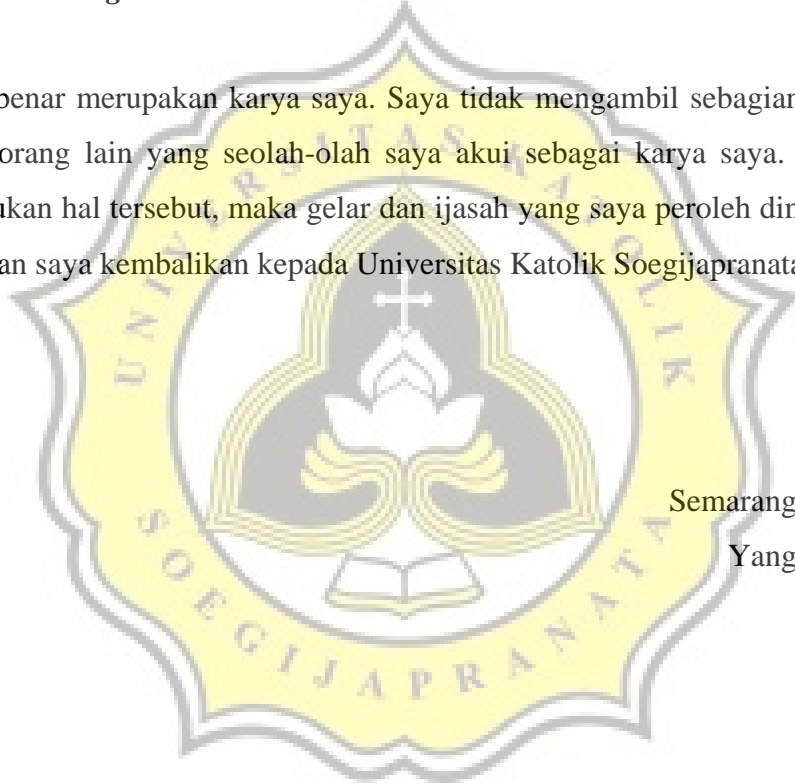 benar merupakan karya saya. Saya tidak mengambil sebagian
orang lain yang seolah-olah saya akui sebagai karya saya.
ukan hal tersebut, maka gelar dan ijasah yang saya peroleh din
an saya kembalikan kepada Universitas Katolik Soegijapranata
Semarang
Yang
UNIVERSITAS KATOLIK
SOEGIJAPRANATA